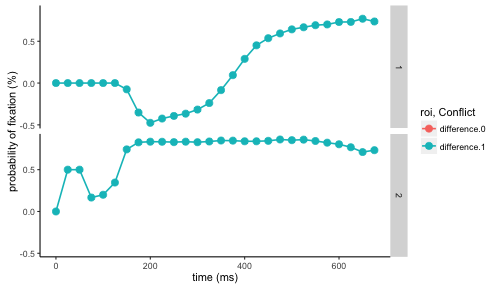 probability of fixation (%)
0.5
0.0
-0.5
1
0.5
0.0
-0.5
2
0
200
400
600
time (ms)
roi, Conflict
difference.0
difference.1